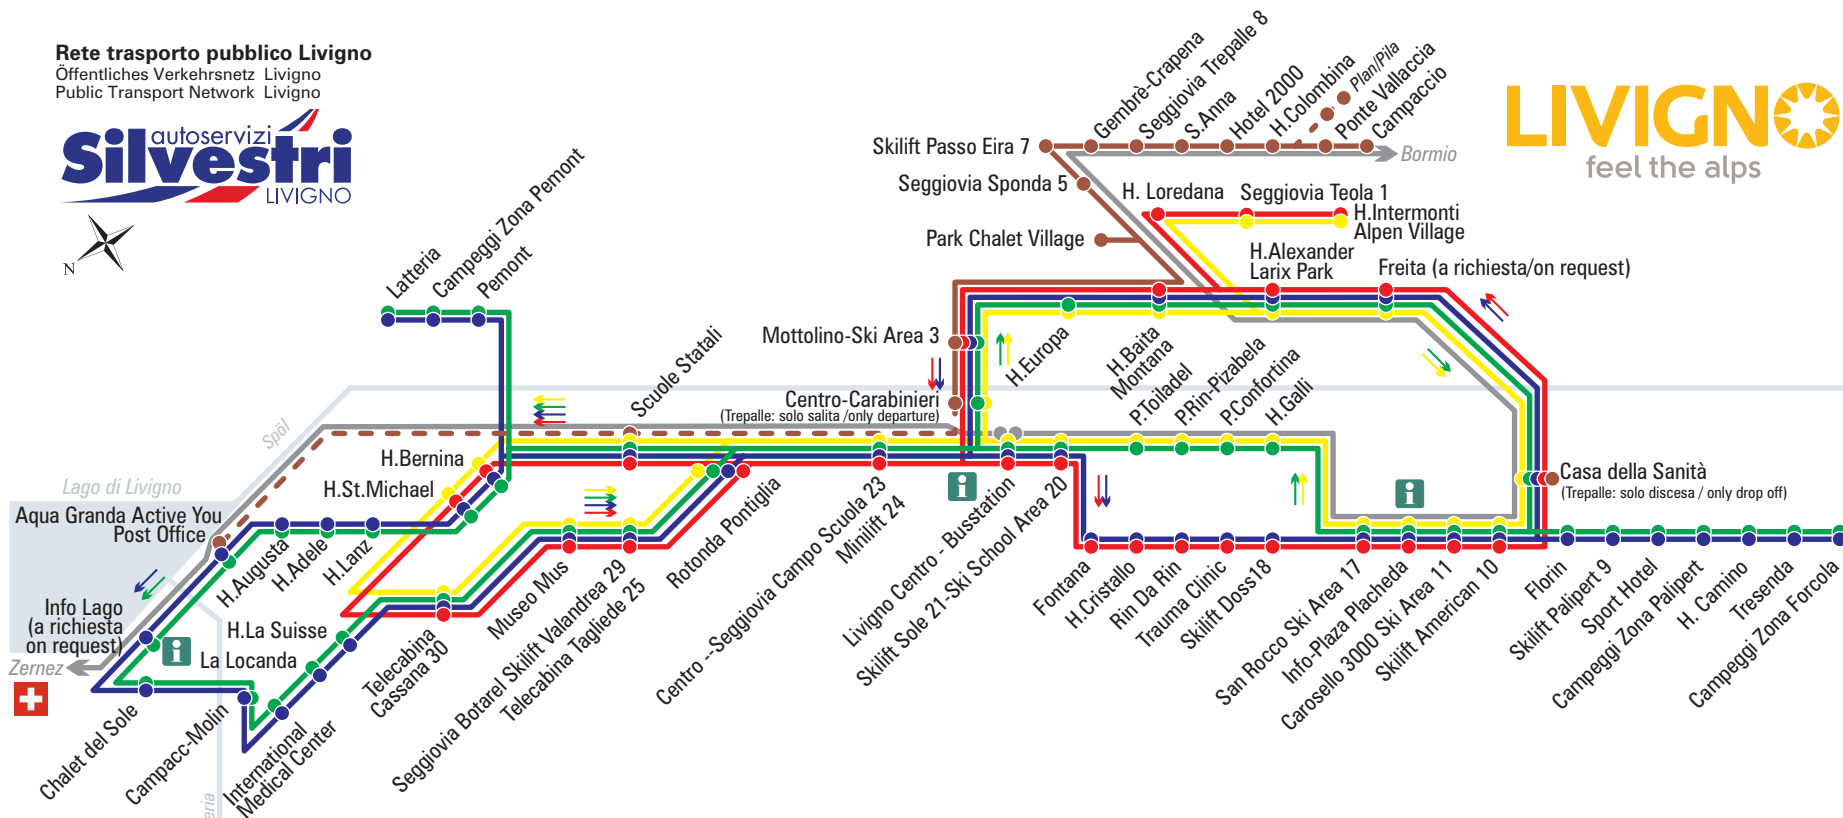 Rete trasporto pubblico Livigno
Öffentliches Verkehrsnetz Livigno
Public Transport Network Livigno
autoservizi
Silvestri
LIVIGNO
N
LIVIGNO
feel the alps
Skilift Passo Eira 7
Gembrè-Crapena
Seggiovia Trepalle 8
S.Anna
Hotel 2000
H.Colombina
Plan/Pila
Ponte Vallaccia
Campaccio
Bormio
Seggiovia Sponda 5
Park Chalet Village
H. Loredana
Seggiovia Teola 1
H.Intermonti
Alpen Village
H.Alexander
Larix Park
Freita (a richiesta/on request)
Latteria
Campeggi Zona Pemont
Pemont
Mottolino-Ski Area 3
Centro-Carabinieri
(Trepalle: solo salita /only departure)
H.Europa
H.Baita
Montana
P.Toiladel
P.Rin-Pizabela
P.Confortina
H.Galli
Scuole Statali
Spöl
H.Bernina
H.St.Michael
Lago di Livigno
Aqua Granda Active You
Post Office
H.Augusta
H.Adele
H.Lanz
Info Lago
(a richiesta
on request)
i
Zernez
H.La Suisse
La Locanda
Chalet del Sole
Campacc-Molin
International
Medical Center
eria
Telecabina
Cassana 30
Museo Mus
Seggiovia Botarel Skilift Valandrea 29
Telecabina Tagliede 25
Rotonda Pontiglia
Centro --Seggiovia Campo Scuola 23
Minilift 24
i
Livigno Centro - Busstation
Skilift Sole 21-Ski School Area 20
Fontana
H.Cristallo
Rin Da Rin
Trauma Clinic
Skilift Doss18
i
San Rocco Ski Area 17
Info-Plaza Placheda
Carosello 3000 Ski Area 11
Skilift American 10
Casa della Sanità
(Trepalle: solo discesa / only drop off)
Florin
Skilift Palipert 9
Sport Hotel
Campeggi Zona Palipert
H. Camino
Tresenda
Campeggi Zona Forcola